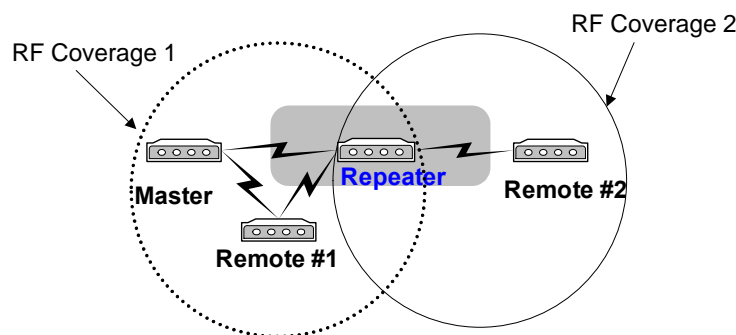 RF Coverage 1
RF Coverage 2
Master
Repeater
Remote #2
Remote #1